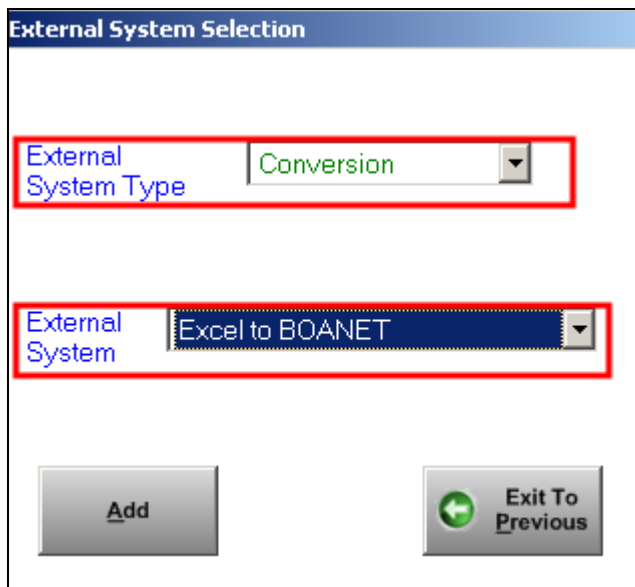 External System Selection
External
System Type
Conversion
External
System
Excel to BOANET
Add
Exit To
Previous